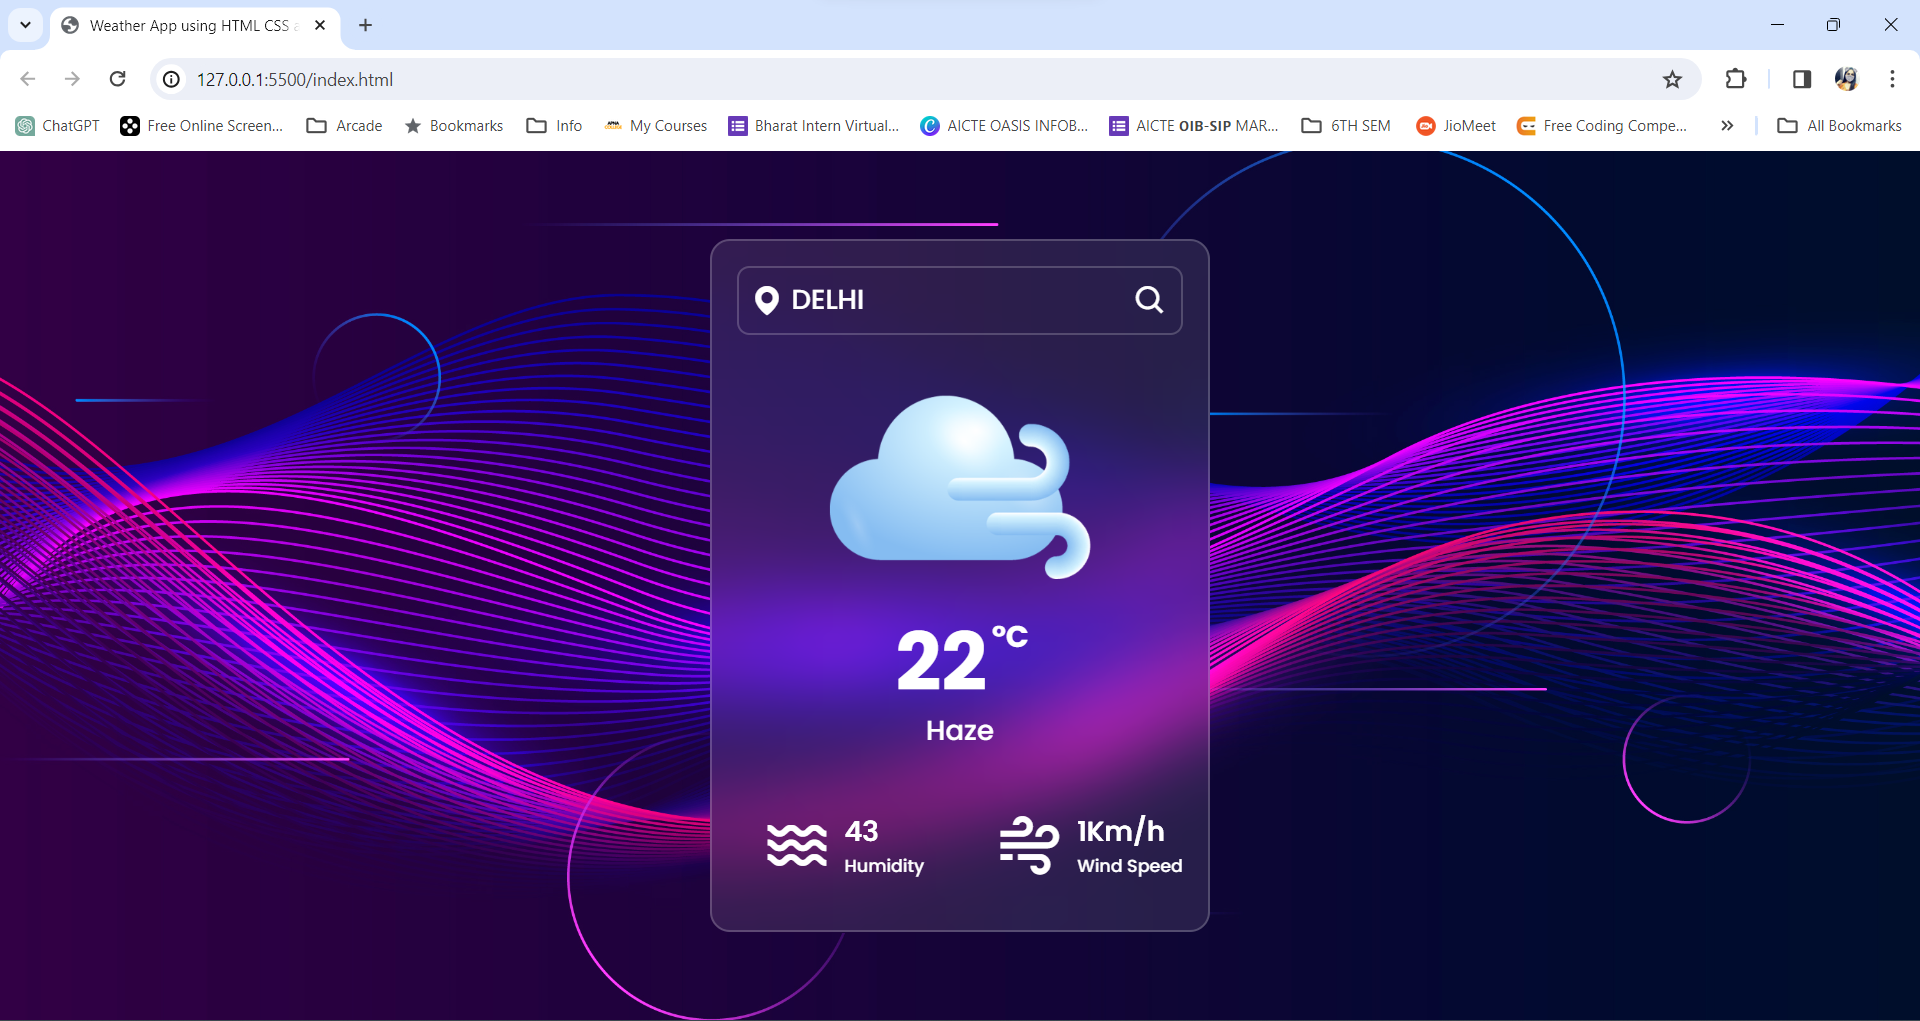 Weather App using HTML CSS a
127.0.0.1:5500/index.html
ChatGPT
Free Online Screen...
Arcade
Bookmarks
Info
APNA COLLEGE
My Courses
Bharat Intern Virtual...
AICTE OASIS INFOB...
AICTE OIB-SIP MAR...
6TH SEM
JioMeet
Free Coding Compe...
All Bookmarks
DELHI
22 °C
Haze
43
Humidity
1Km/h
Wind Speed